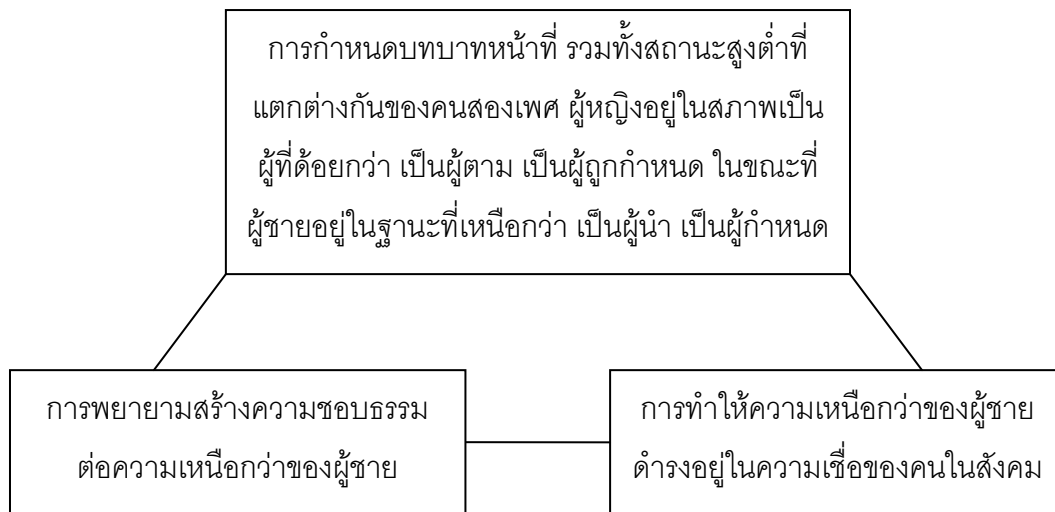 การกำหนดบทบาทหน้าที่ รวมทั้งสถานะสูงต่ำที่
แตกต่างกันของคนสองเพศ ผู้หญิงอยู่ในสภาพเป็น
ผู้ที่ด้อยกว่า เป็นผู้ตาม เป็นผู้ถูกกำหนด ในขณะที่
ผู้ชายอยู่ในฐานะที่เหนือกว่า เป็นผู้นำ เป็นผู้กำหนด
การพยายามสร้างความชอบธรรม
ต่อความเหนือกว่าของผู้ชาย
การทำให้ความเหนือกว่าของผู้ชาย
ดำรงอยู่ในความเชื่อของคนในสังคม